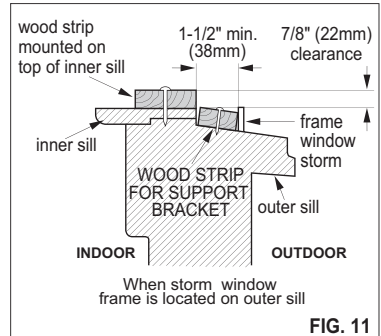 wood strip
mounted on
top of inner sill
1-1/2" min.
(38mm)
7/8" (22mm)
clearance
inner sill
frame
window
storm
WOOD STRIP
FOR SUPPORT
BRACKET
outer sill
INDOOR
OUTDOOR
When storm window
frame is located on outer sill
FIG. 11